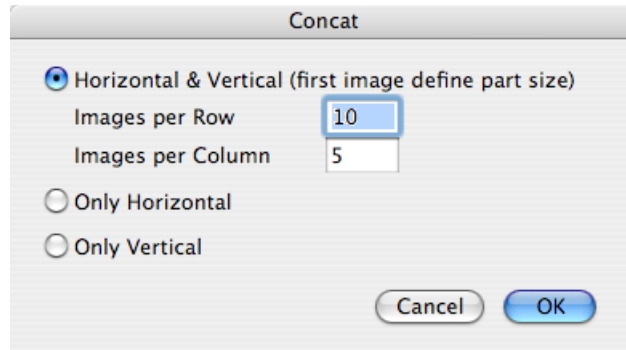 Concat
Horizontal & Vertical (first image define part size)
Images per Row 10
Images per Column 5
Only Horizontal
Only Vertical
Cancel OK